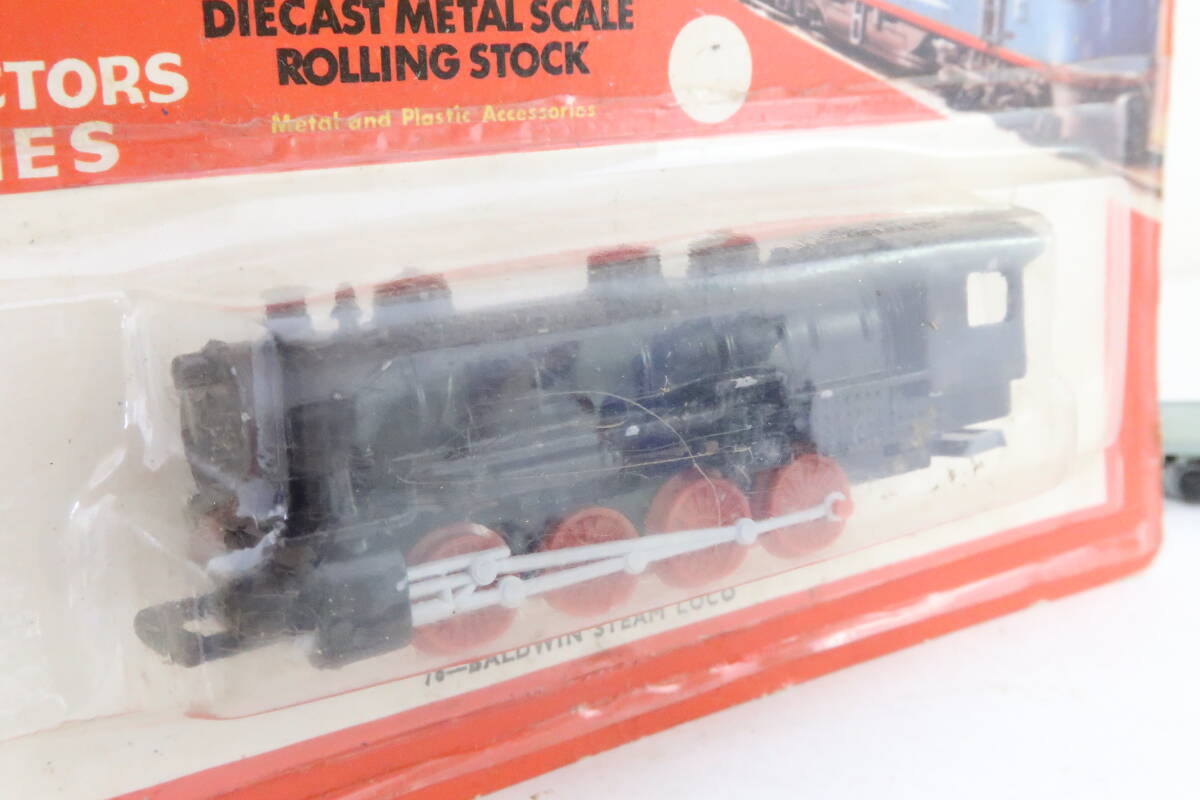 DIECAST METAL SCALE
ROLLING STOCK
Metal and Plastic Accessories
CTORS
IES
BALDWIN STEAM LOCO